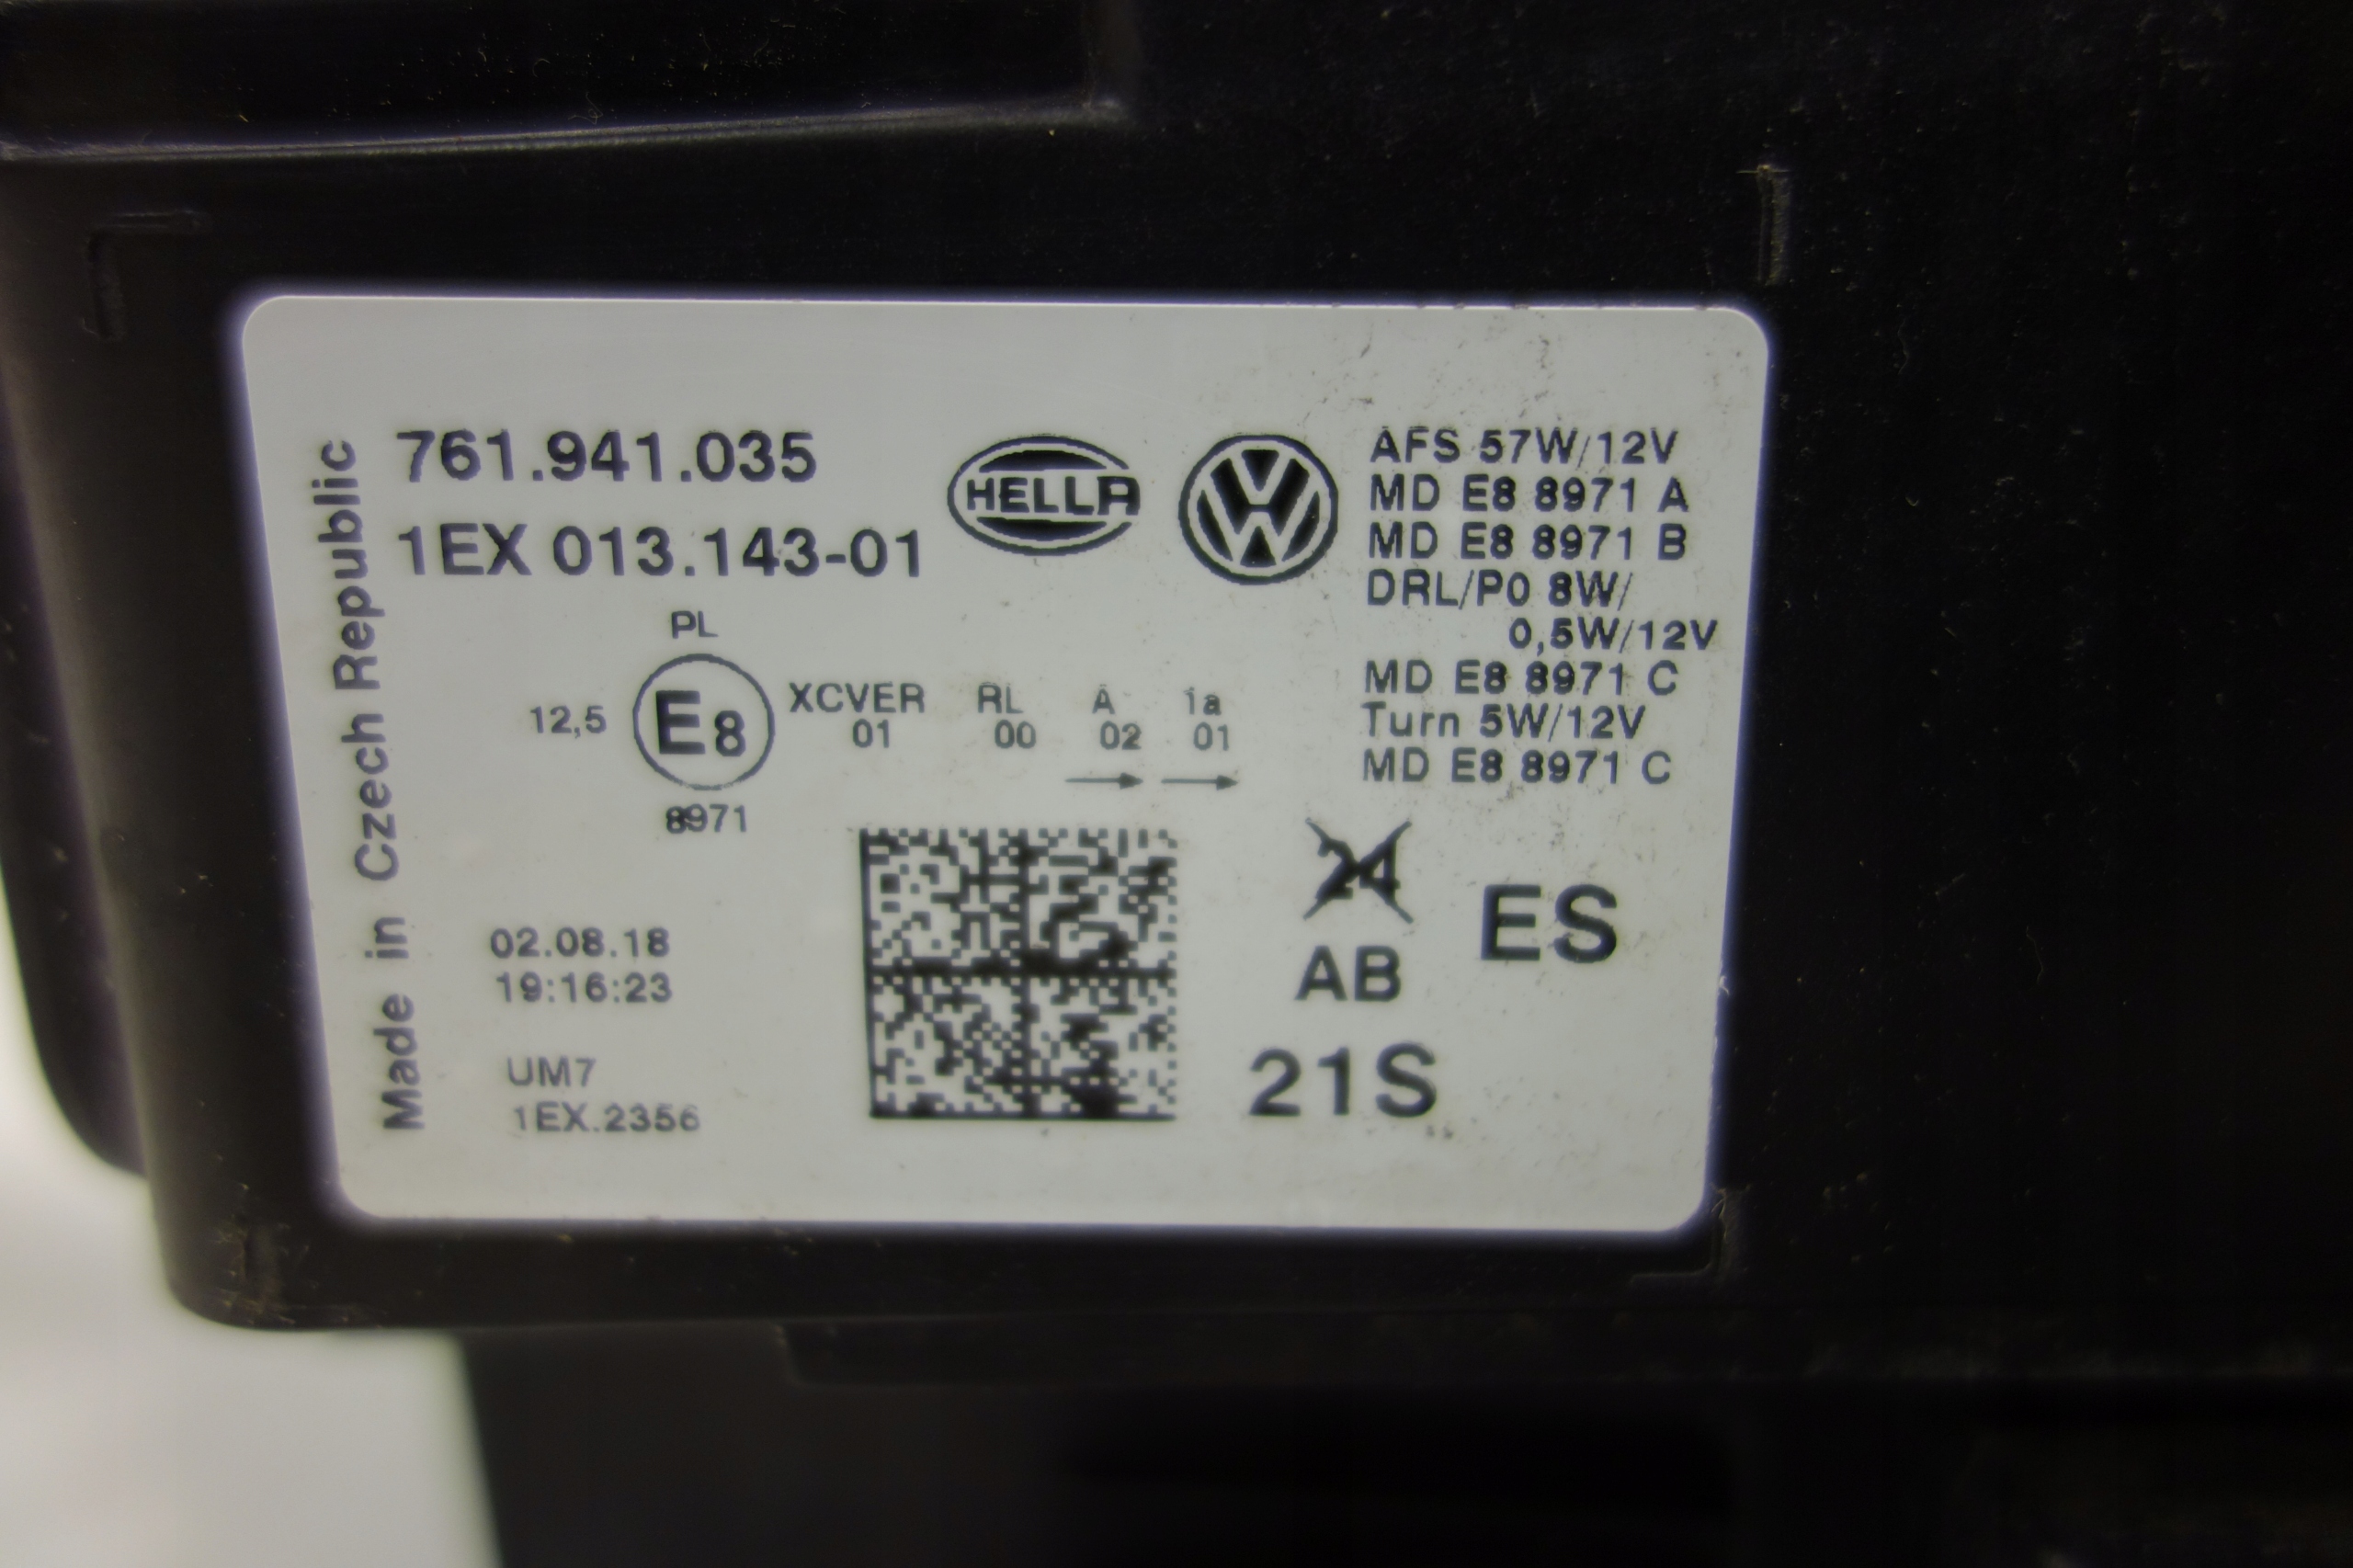 Made in Czech Republic
761.941.035
1EX 013.143-01
HELLA
VW
AFS 57W/12V
MD E8 8971 A
MD E8 8971 B
DRL/P0 8W/
0,5W/12V
MD E8 8971 C
Turn 5W/12V
MD E8 8971 C
PL
12,5
E8
8971
XCVER RL A 1a
01 00 02 01
02.08.18
19:16:23
UM7
1EX.2356
24
AB
ES
21S